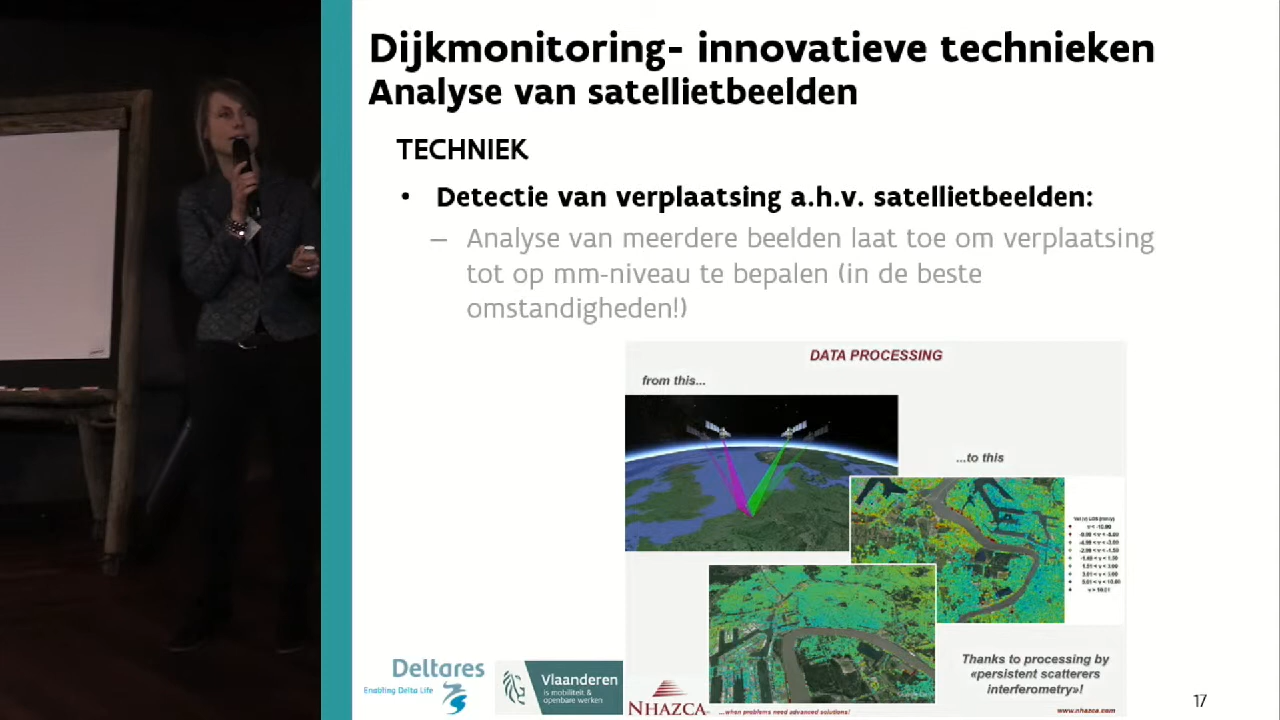 Dijkmonitoring- innovatieve technieken
Analyse van satellietbeelden
TECHNIEK
• Detectie van verplaatsing a.h.v. satellietbeelden:
– Analyse van meerdere beelden laat toe om verplaatsing
tot op mm-niveau te bepalen (in de beste
omstandigheden!)
DATA PROCESSING
from this...
...to this
Thanks to processing by
«persistent scatterers
interferometry»!
Deltares
Enabling Delta Life
Vlaanderen
is mobiliteit &
openbare werken
NHAZCA
...when problems need advanced solutions!
www.nhazca.com
17